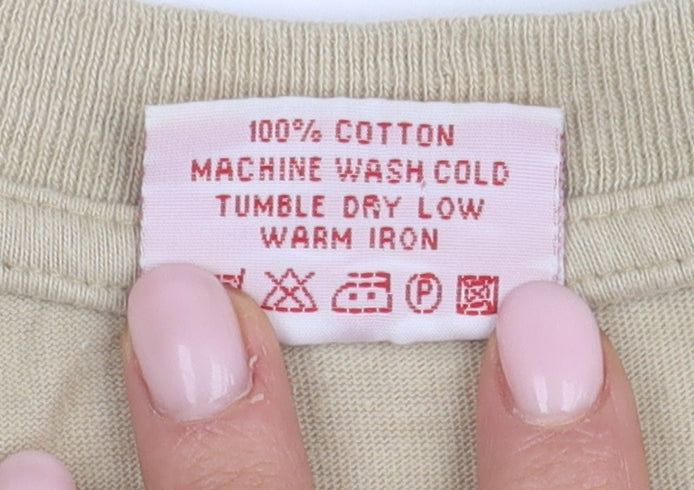 100% COTTON
MACHINE WASH COLD
TUMBLE DRY LOW
WARM IRON
P